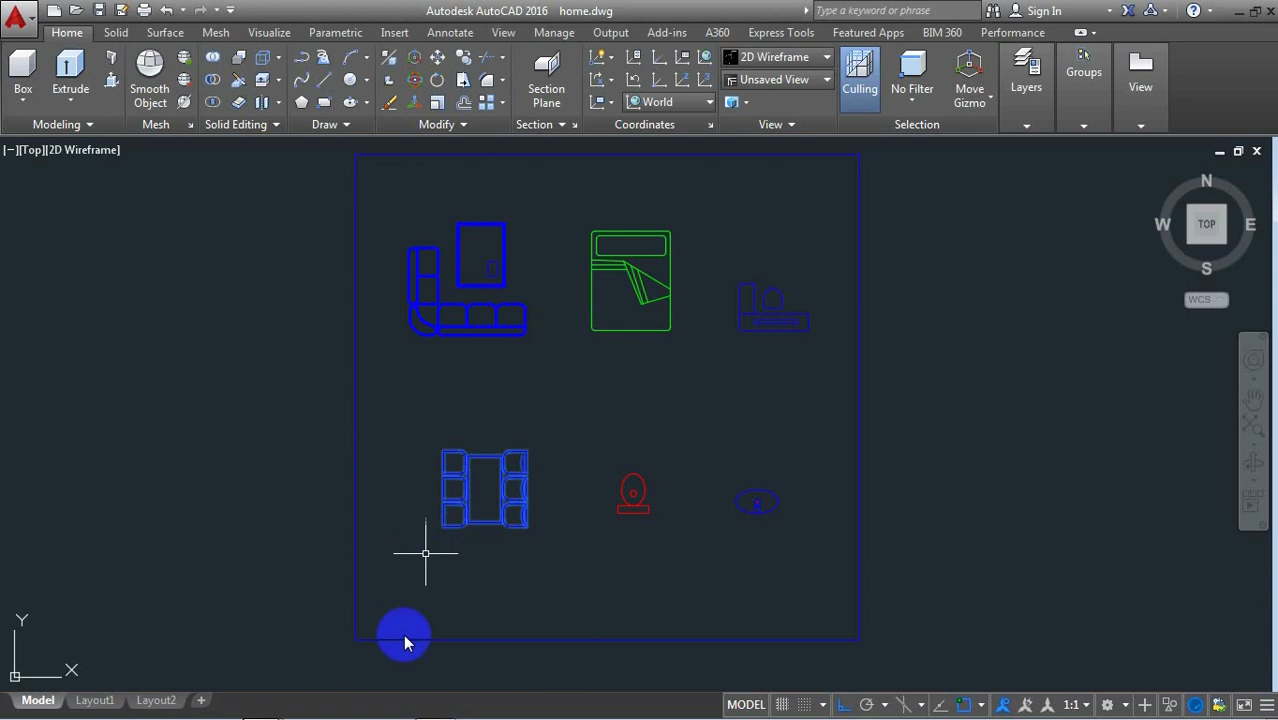 Autodesk AutoCAD 2016 home.dwg
Type a keyword or phrase
Sign In
Home Solid Surface Mesh Visualize Parametric Insert Annotate View Manage Output Add-ins A360 Express Tools Featured Apps BIM 360 Performance
2D Wireframe
Unsaved View
World
Box Extrude
Smooth Object
Section Plane
Culling No Filter
Move Gizmo
Layers Groups View
Modeling Mesh Solid Editing Draw Modify Section Coordinates View Selection
[−][Top][2D Wireframe]
N
W TOP E
S
WCS
Y
X
Model Layout1 Layout2 +
MODEL 1:1